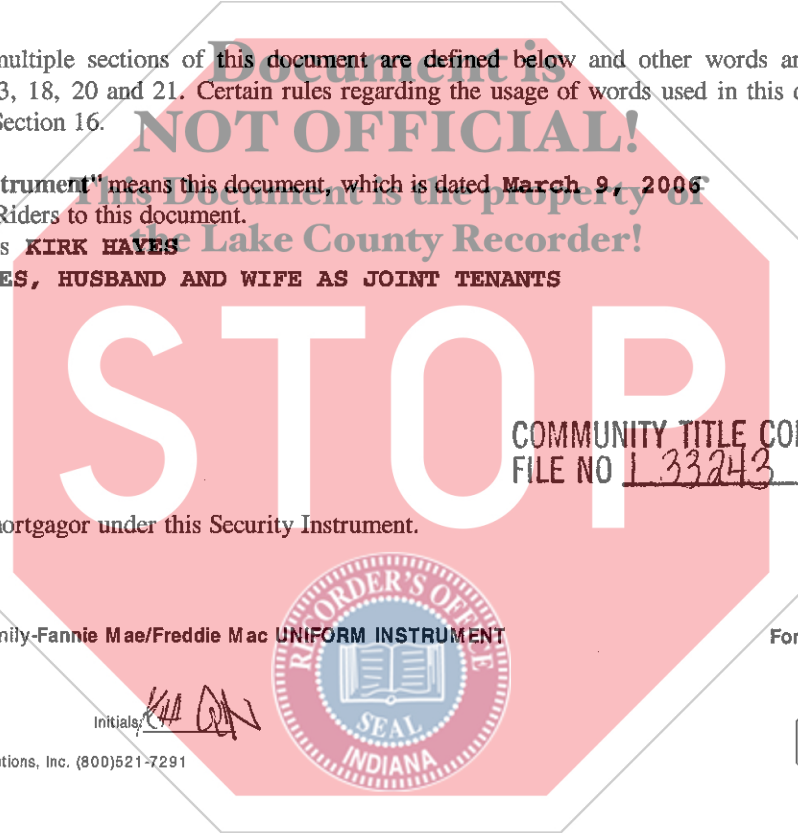 multiple sections of this document are defined below and other words
3, 18, 20 and 21. Certain rules regarding the usage of words used in this
Section 16.
Document is
NOT OFFICIAL!
This Document is the property of
the Lake County Recorder!
trument" means this document, which is dated March 9, 2006
Riders to this document.
s KIRK HAYES
ES, HUSBAND AND WIFE AS JOINT TENANTS
STOP
COMMUNITY TITLE CO
FILE NO L 33243
ortgagor under this Security Instrument.
RECORDER'S OFFICE
SEAL
INDIANA
mily-Fannie Mae/Freddie Mac UNIFORM INSTRUMENT
For
Initials:
tions, Inc. (800)521-7291